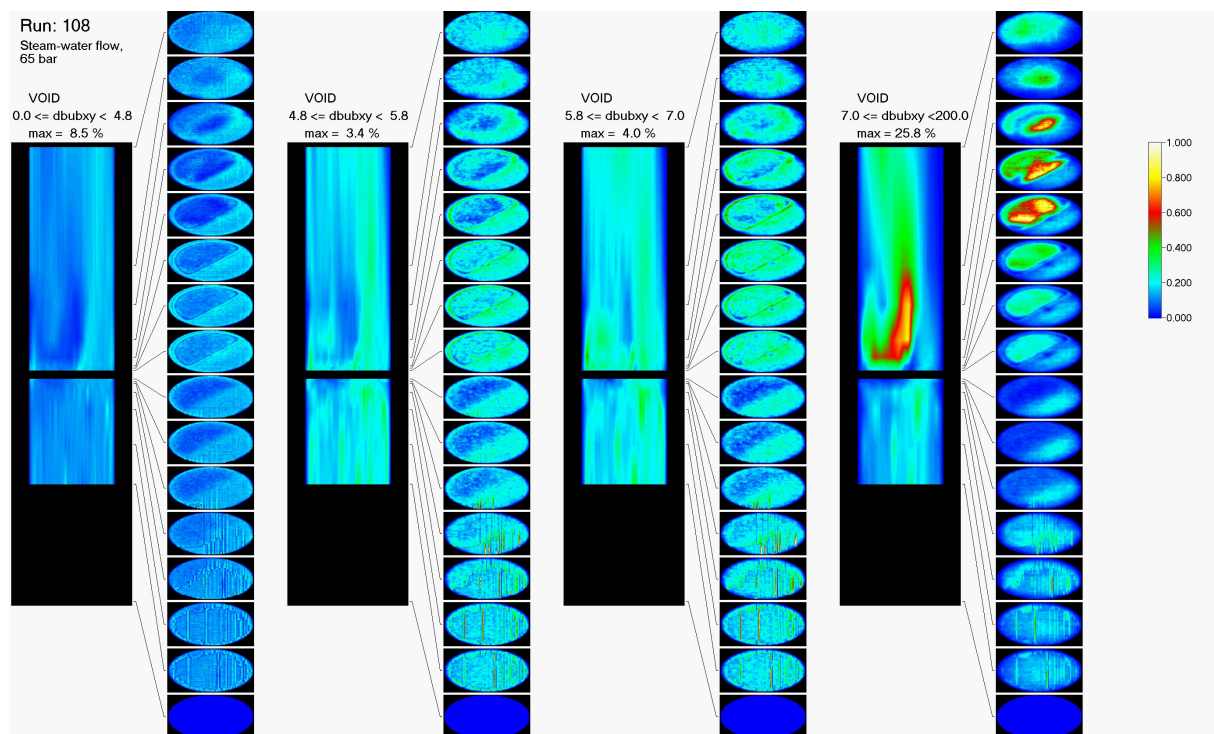 Run: 108
Steam-water flow,
65 bar
VOID
0.0 <= dbubxy < 4.8
max = 8.5 %
VOID
4.8 <= dbubxy < 5.8
max = 3.4 %
VOID
5.8 <= dbubxy < 7.0
max = 4.0 %
VOID
7.0 <= dbubxy <200.0
max = 25.8 %
1.000
0.800
0.600
0.400
0.200
0.000